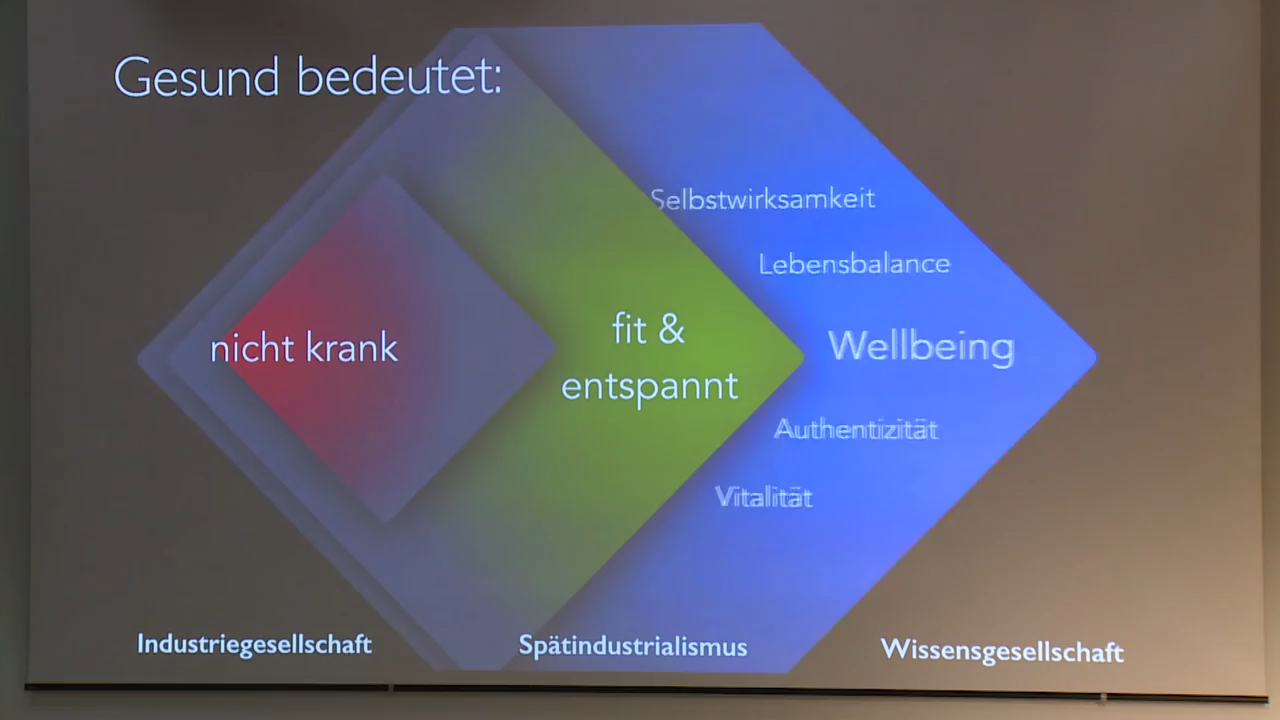 Gesund bedeutet:
Selbstwirksamkeit
Lebensbalance
nicht krank
fit &
entspannt
Wellbeing
Authentizität
Vitalität
Industriegesellschaft
Spätindustrialismus
Wissensgesellschaft